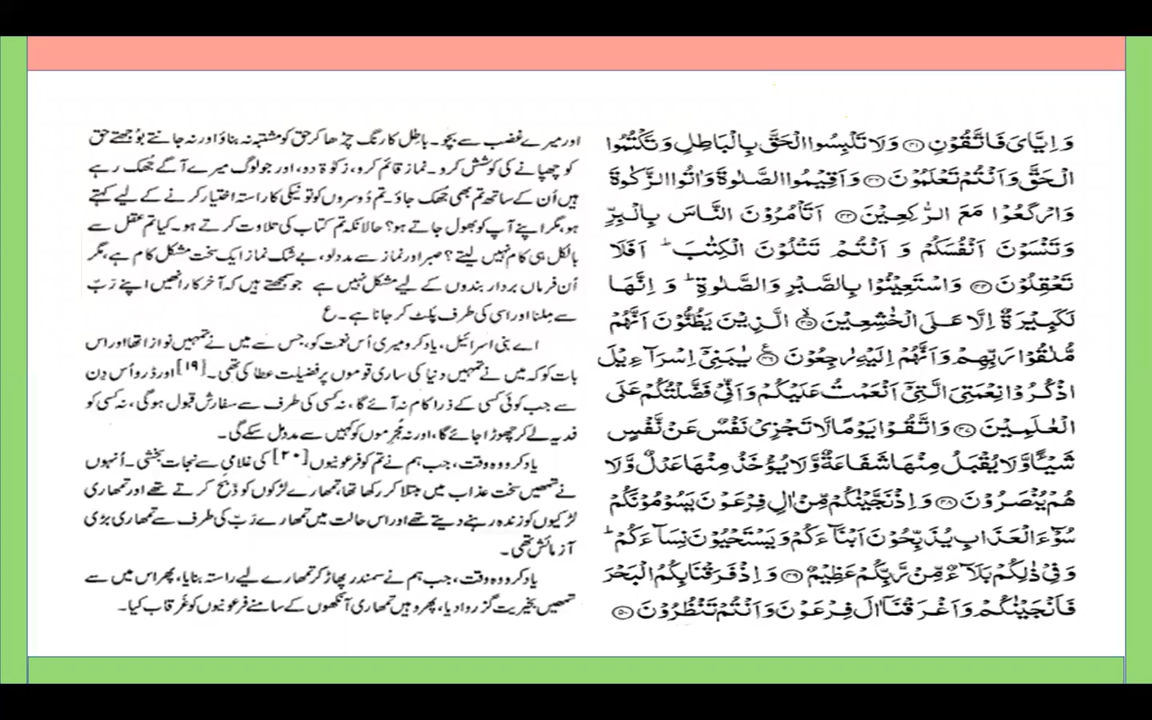 وَ اِيَّاىَ فَاتَّقُوْنِ ﴿۴۱﴾ وَلَا تَلْبِسُوا الْحَقَّ بِالْبَاطِلِ وَ تَكْتُمُوا
الْحَقَّ وَ اَنْتُمْ تَعْلَمُوْنَ ﴿۴۲﴾ وَ اَقِيْمُوا الصَّلٰوةَ وَ اٰتُوا الزَّكٰوةَ
وَ ارْكَعُوْا مَعَ الرّٰكِعِيْنَ ﴿۴۳﴾ اَتَاْمُرُوْنَ النَّاسَ بِالْبِرِّ
وَ تَنْسَوْنَ اَنْفُسَكُمْ وَ اَنْتُمْ تَتْلُوْنَ الْكِتٰبَ ؕ اَفَلَا
تَعْقِلُوْنَ ﴿۴۴﴾ وَ اسْتَعِيْنُوْا بِالصَّبْرِ وَ الصَّلٰوةِ ؕ وَ اِنَّهَا
لَكَبِيْرَةٌ اِلَّا عَلَى الْخٰشِعِيْنَ ﴿۴۵﴾ الَّذِيْنَ يَظُنُّوْنَ اَنَّهُمْ
مُّلٰقُوْا رَبِّهِمْ وَ اَنَّهُمْ اِلَيْهِ رٰجِعُوْنَ ﴿۴۶﴾ يٰبَنِيْۤ اِسْرَآءِيْلَ
اذْكُرُوْا نِعْمَتِيَ الَّتِيْۤ اَنْعَمْتُ عَلَيْكُمْ وَ اَنِّيْ فَضَّلْتُكُمْ عَلَى
الْعٰلَمِيْنَ ﴿۴۷﴾ وَ اتَّقُوْا يَوْمًا لَّا تَجْزِيْ نَفْسٌ عَنْ نَّفْسٍ
شَيْـًٔا وَّ لَا يُقْبَلُ مِنْهَا شَفَاعَةٌ وَّ لَا يُؤْخَذُ مِنْهَا عَدْلٌ وَّ لَا
هُمْ يُنْصَرُوْنَ ﴿۴۸﴾ وَ اِذْ نَجَّيْنٰكُمْ مِّنْ اٰلِ فِرْعَوْنَ يَسُوْمُوْنَكُمْ
سُوْٓءَ الْعَذَابِ يُذَبِّحُوْنَ اَبْنَآءَكُمْ وَ يَسْتَحْيُوْنَ نِسَآءَكُمْ ؕ
وَ فِيْ ذٰلِكُمْ بَلَآءٌ مِّنْ رَّبِّكُمْ عَظِيْمٌ ﴿۴۹﴾ وَ اِذْ فَرَقْنَا بِكُمُ الْبَحْرَ
فَاَنْجَيْنٰكُمْ وَ اَغْرَقْنَاۤ اٰلَ فِرْعَوْنَ وَ اَنْتُمْ تَنْظُرُوْنَ ﴿۵۰﴾
اور میرے غضب سے بچو۔ باطل کا رنگ چڑھا کر حق کو مشتبہ نہ بناؤ اور نہ جانتے بوجھتے حق
کو چھپانے کی کوشش کرو۔ نماز قائم کرو، زکوٰۃ دو، اور جو لوگ میرے آگے جھک رہے
ہیں اُن کے ساتھ تم بھی جھک جاؤ۔ تم دُوسروں کو تو نیکی کا راستہ اختیار کرنے کے لیے کہتے
ہو، مگر اپنے آپ کو بھول جاتے ہو؟ حالانکہ تم کتاب کی تلاوت کرتے ہو۔ کیا تم عقل سے
بالکل ہی کام نہیں لیتے؟ صبر اور نماز سے مدد لو، بے شک نماز ایک سخت مشکل کام ہے، مگر
اُن فرماں بردار بندوں کے لیے مشکل نہیں ہے جو سمجھتے ہیں کہ آخر کار انھیں اپنے رَبّ
سے ملنا اور اسی کی طرف پلٹ کر جانا ہے۔ ع
اے بنی اسرائیل، یاد کرو میری اُس نعمت کو، جس سے میں نے تمہیں نوازا تھا اور اس
بات کو کہ میں نے تمہیں دنیا کی ساری قوموں پر فضیلت عطا کی تھی۔ [۱۹] اور ڈرو اُس دِن
سے جب کوئی کسی کے ذرا کام نہ آئے گا، نہ کسی کی طرف سے سفارش قبول ہوگی، نہ کسی کو
فدیہ لے کر چھوڑا جائے گا، اور نہ مُجرموں کو کہیں سے مدد مل سکے گی۔
یاد کرو وہ وقت، جب ہم نے تم کو فرعونیوں [۲۰] کی غلامی سے نجات بخشی۔ اُنہوں
نے تمھیں سخت عذاب میں مبتلا کر رکھا تھا، تمھارے لڑکوں کو ذبح کرتے تھے اور تمھاری
لڑکیوں کو زندہ رہنے دیتے تھے اور اس حالت میں تمھارے رَبّ کی طرف سے تمھاری بڑی
آزمائش تھی۔
یاد کرو وہ وقت، جب ہم نے سمندر پھاڑ کر تمھارے لیے راستہ بنایا، پھر اس میں سے
تمھیں بخیریت گزروا دیا، پھر وہیں تمھاری آنکھوں کے سامنے فرعونیوں کو غرقاب کیا۔